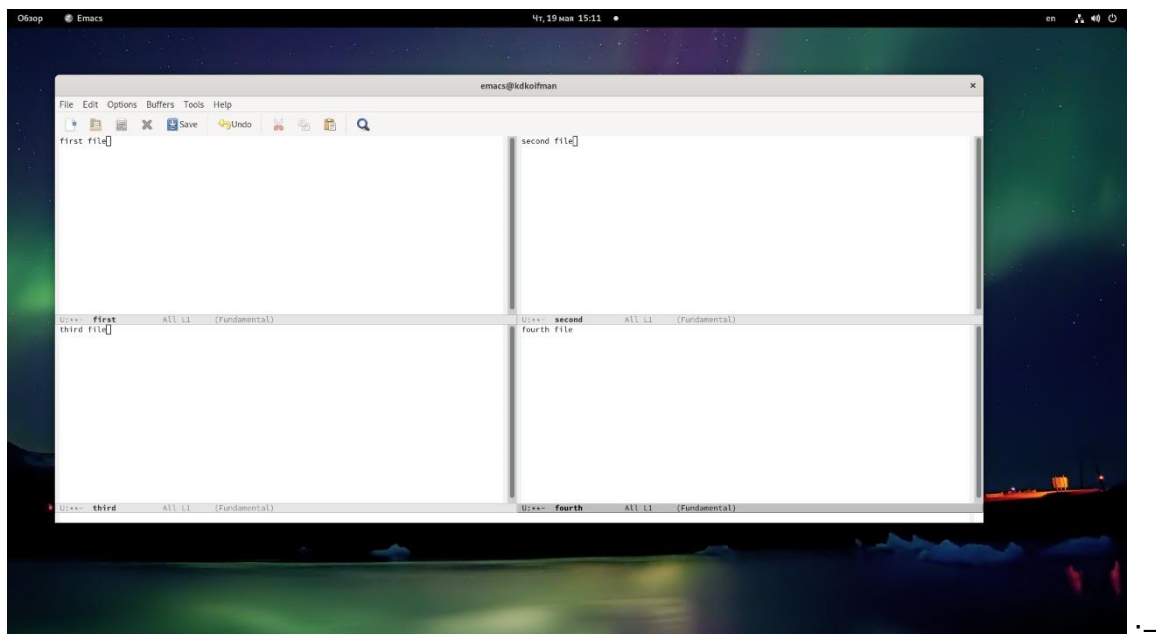 Обзор Emacs Чт, 19 мая 15:11 en
emacs@kdkoifman ×
File Edit Options Buffers Tools Help
Save Undo
first file
U:**- first All L1 (Fundamental)
second file
U:**- second All L1 (Fundamental)
third file
U:**- third All L1 (Fundamental)
fourth file
U:**- fourth All L1 (Fundamental)